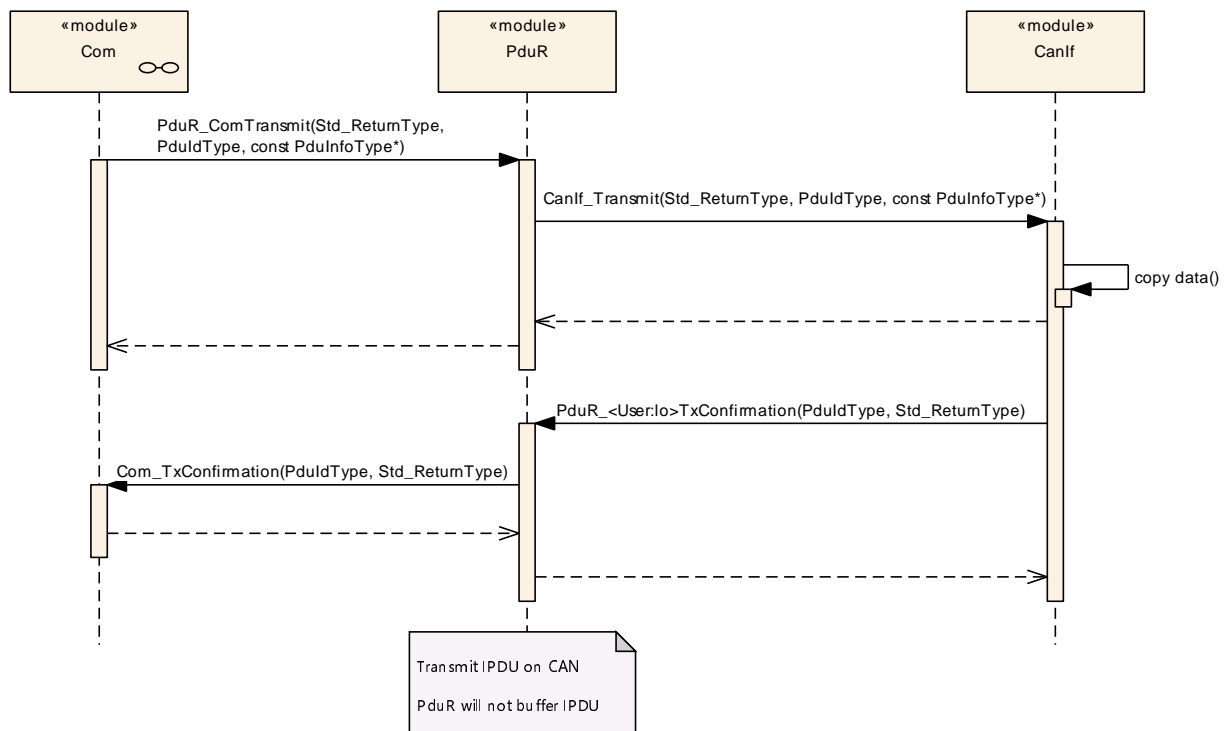 «module»
Com
«module»
PduR
«module»
CanIf
PduR_ComTransmit(Std_ReturnType,
PduIdType, const PduInfoType*)
CanIf_Transmit(Std_ReturnType, PduIdType, const PduInfoType*)
copy data()
PduR_<User:lo>TxConfirmation(PduIdType, Std_ReturnType)
Com_TxConfirmation(PduIdType, Std_ReturnType)
Transmit IPDU on CAN
PduR will not buffer IPDU